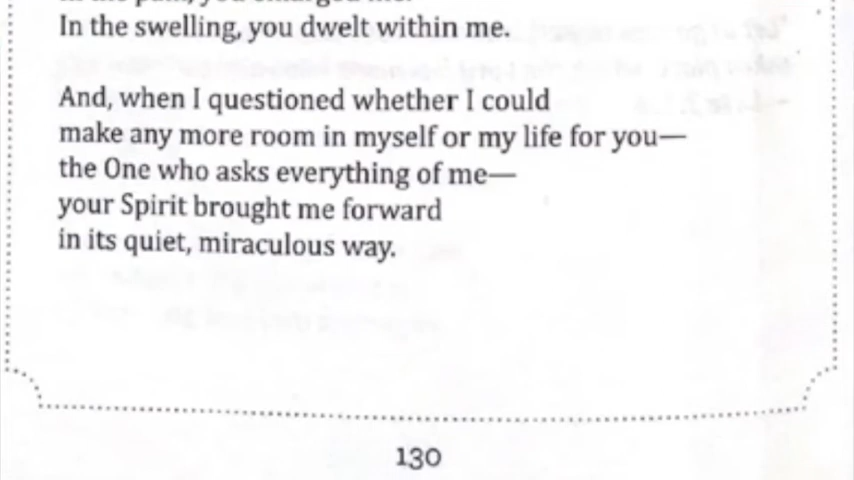 In the swelling, you dwelt within me.
And, when I questioned whether I could
make any more room in myself or my life for you—
the One who asks everything of me—
your Spirit brought me forward
in its quiet, miraculous way.
130